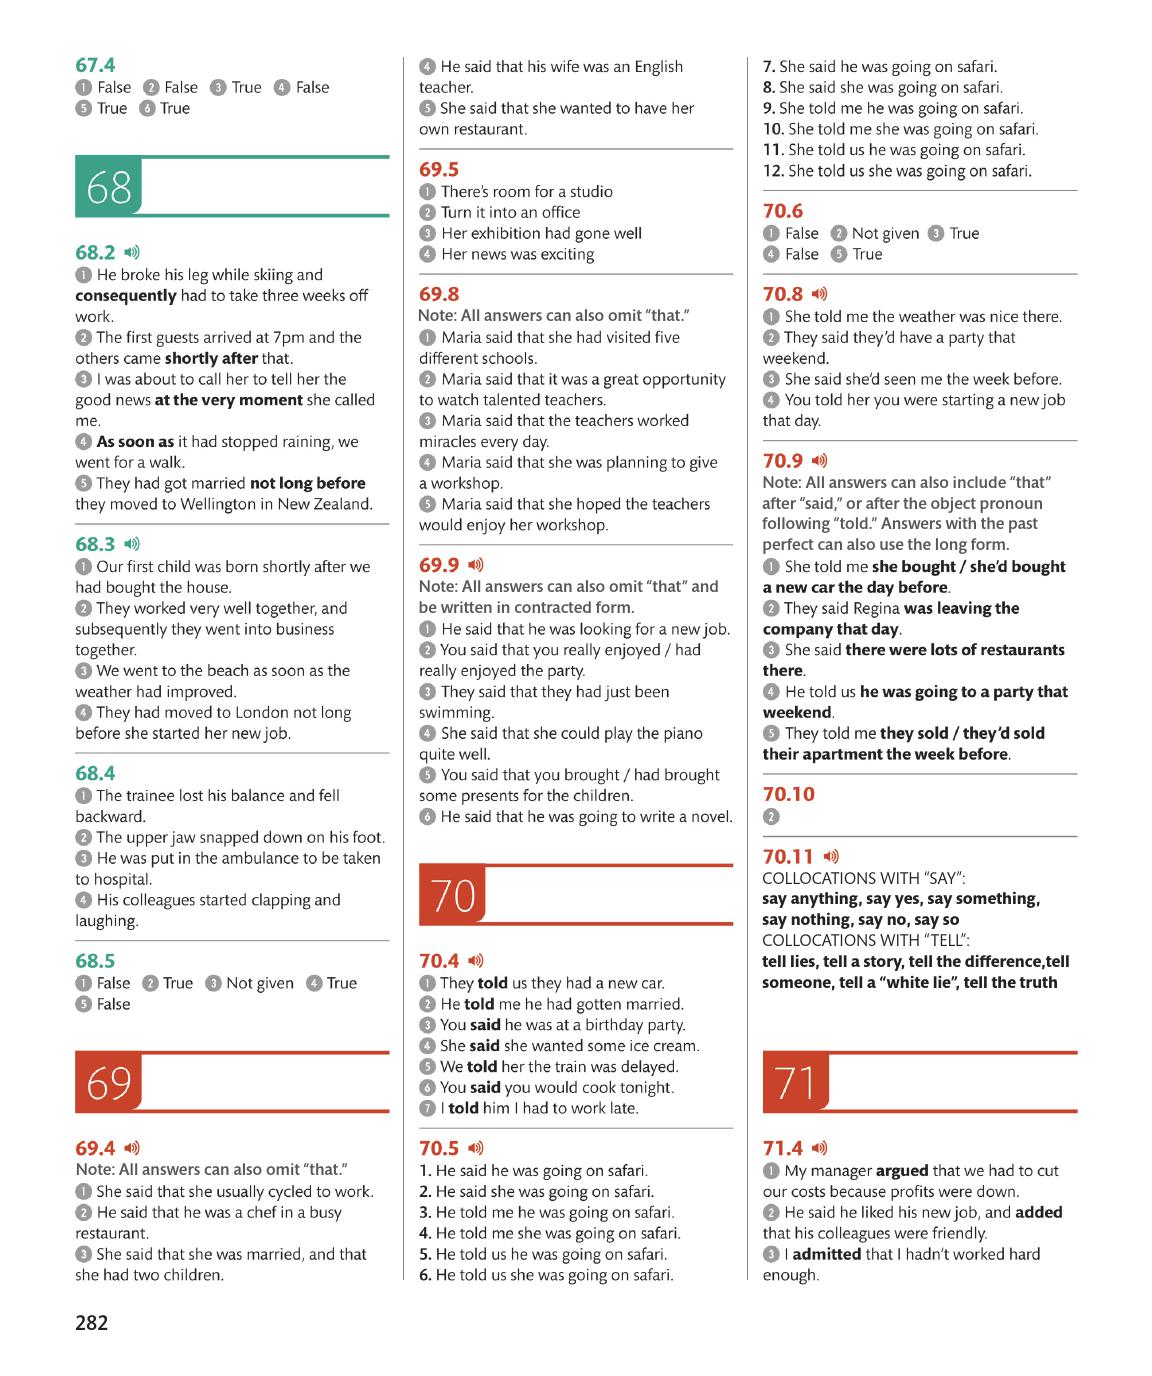 67.4
1 False 2 False 3 True 4 False
5 True 6 True
68
68.2
1 He broke his leg while skiing and
consequently had to take three weeks off
work.
2 The first guests arrived at 7pm and the
others came shortly after that.
3 I was about to call her to tell her the
good news at the very moment she called
me.
4 As soon as it had stopped raining, we
went for a walk.
5 They had got married not long before
they moved to Wellington in New Zealand.
68.3
1 Our first child was born shortly after we
had bought the house.
2 They worked very well together, and
subsequently they went into business
together.
3 We went to the beach as soon as the
weather had improved.
4 They had moved to London not long
before she started her new job.
68.4
1 The trainee lost his balance and fell
backward.
2 The upper jaw snapped down on his foot.
3 He was put in the ambulance to be taken
to hospital.
4 His colleagues started clapping and
laughing.
68.5
1 False 2 True 3 Not given 4 True
5 False
69
69.4
Note: All answers can also omit “that.”
1 She said that she usually cycled to work.
2 He said that he was a chef in a busy
restaurant.
3 She said that she was married, and that
she had two children.
4 He said that his wife was an English
teacher.
5 She said that she wanted to have her
own restaurant.
69.5
1 There’s room for a studio
2 Turn it into an office
3 Her exhibition had gone well
4 Her news was exciting
69.8
Note: All answers can also omit “that.”
1 Maria said that she had visited five
different schools.
2 Maria said that it was a great opportunity
to watch talented teachers.
3 Maria said that the teachers worked
miracles every day.
4 Maria said that she was planning to give
a workshop.
5 Maria said that she hoped the teachers
would enjoy her workshop.
69.9
Note: All answers can also omit “that” and
be written in contracted form.
1 He said that he was looking for a new job.
2 You said that you really enjoyed / had
really enjoyed the party.
3 They said that they had just been
swimming.
4 She said that she could play the piano
quite well.
5 You said that you brought / had brought
some presents for the children.
6 He said that he was going to write a novel.
70
70.4
1 They told us they had a new car.
2 He told me he had gotten married.
3 You said he was at a birthday party.
4 She said she wanted some ice cream.
5 We told her the train was delayed.
6 You said you would cook tonight.
7 I told him I had to work late.
70.5
1. He said he was going on safari.
2. He said she was going on safari.
3. He told me he was going on safari.
4. He told me she was going on safari.
5. He told us he was going on safari.
6. He told us she was going on safari.
7. She said he was going on safari.
8. She said she was going on safari.
9. She told me he was going on safari.
10. She told me she was going on safari.
11. She told us he was going on safari.
12. She told us she was going on safari.
70.6
1 False 2 Not given 3 True
4 False 5 True
70.8
1 She told me the weather was nice there.
2 They said they’d have a party that
weekend.
3 She said she’d seen me the week before.
4 You told her you were starting a new job
that day.
70.9
Note: All answers can also include “that”
after “said,” or after the object pronoun
following “told.” Answers with the past
perfect can also use the long form.
1 She told me she bought / she’d bought
a new car the day before.
2 They said Regina was leaving the
company that day.
3 She said there were lots of restaurants
there.
4 He told us he was going to a party that
weekend.
5 They told me they sold / they’d sold
their apartment the week before.
70.10
2
70.11
COLLOCATIONS WITH “SAY”:
say anything, say yes, say something,
say nothing, say no, say so
COLLOCATIONS WITH “TELL”:
tell lies, tell a story, tell the difference,tell
someone, tell a “white lie”, tell the truth
71
71.4
1 My manager argued that we had to cut
our costs because profits were down.
2 He said he liked his new job, and added
that his colleagues were friendly.
3 I admitted that I hadn’t worked hard
enough.
282